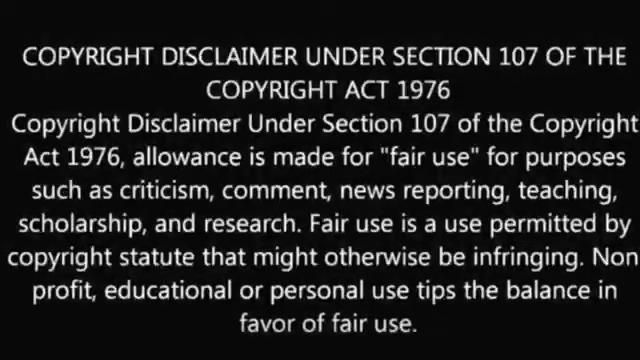 COPYRIGHT DISCLAIMER UNDER SECTION 107 OF THE
COPYRIGHT ACT 1976
Copyright Disclaimer Under Section 107 of the Copyright
Act 1976, allowance is made for "fair use" for purposes
such as criticism, comment, news reporting, teaching,
scholarship, and research. Fair use is a use permitted by
copyright statute that might otherwise be infringing. Non
profit, educational or personal use tips the balance in
favor of fair use.